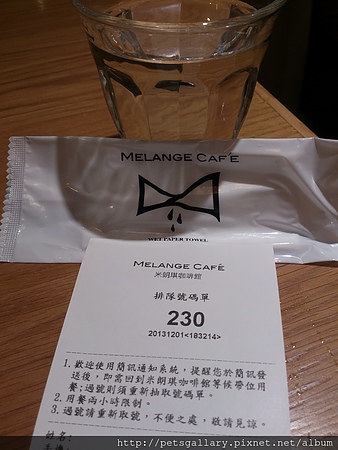 MELANGE CAFE
WET PAPER TOWEL
MELANGE CAFÉ
米朗琪咖啡館
排隊號碼單
230
20131201<183214>
1. 歡迎使用簡訊通知系統，提醒您於簡訊發
送後，即需回到米朗琪咖啡館等候帶位用
餐;過號則須重新抽取號碼單。
2. 用餐兩小時限制。
3. 過號請重新取號，不便之處，敬請見諒。
姓名:
http://petsgallary.pixnet.net/album